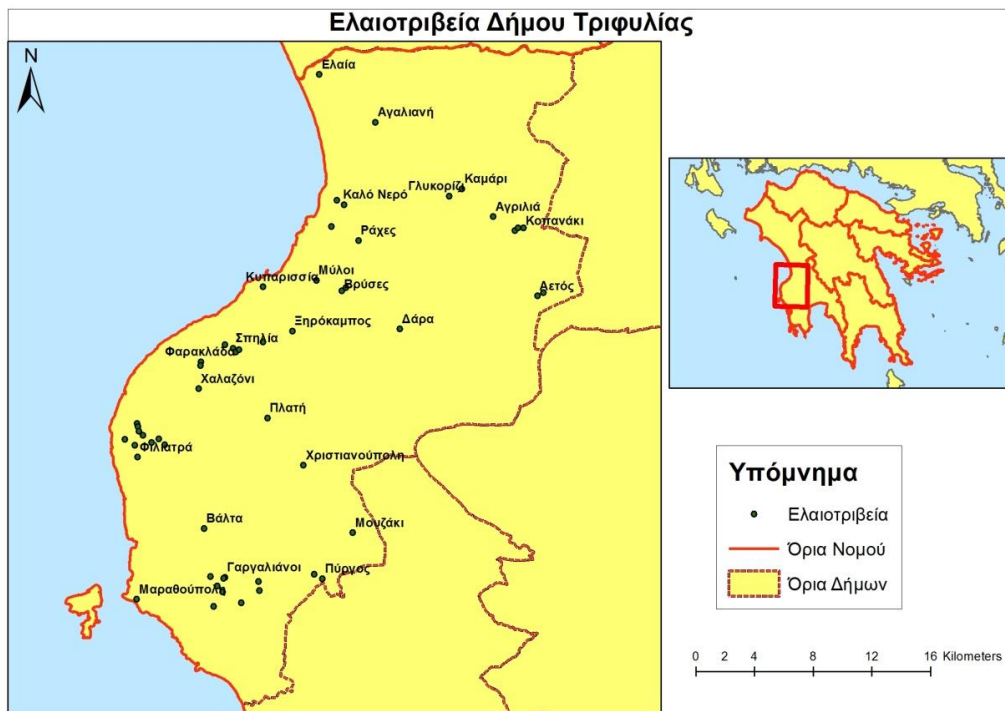 Ελαιοτριβεία Δήμου Τριφυλίας
N
Ελαία
Αγαλιανή
Γλυκορίζι
Καμάρι
Καλό Νερό
Αγριλιά
Κοπανάκι
Ράχες
Μύλοι
Κυπαρισσία
Βρύσες
Αετός
Ξηρόκαμπος
Δάρα
Σπηλία
Φαρακλάδα
Χαλαζόνι
Πλατή
Φιλιατρά
Χριστιανούπολη
Βάλτα
Μουζάκι
Γαργαλιάνοι
Πύργος
Μαραθούπολη
Υπόμνημα
Ελαιοτριβεία
Όρια Νομού
Όρια Δήμων
0 2 4 8 12 16 Kilometers